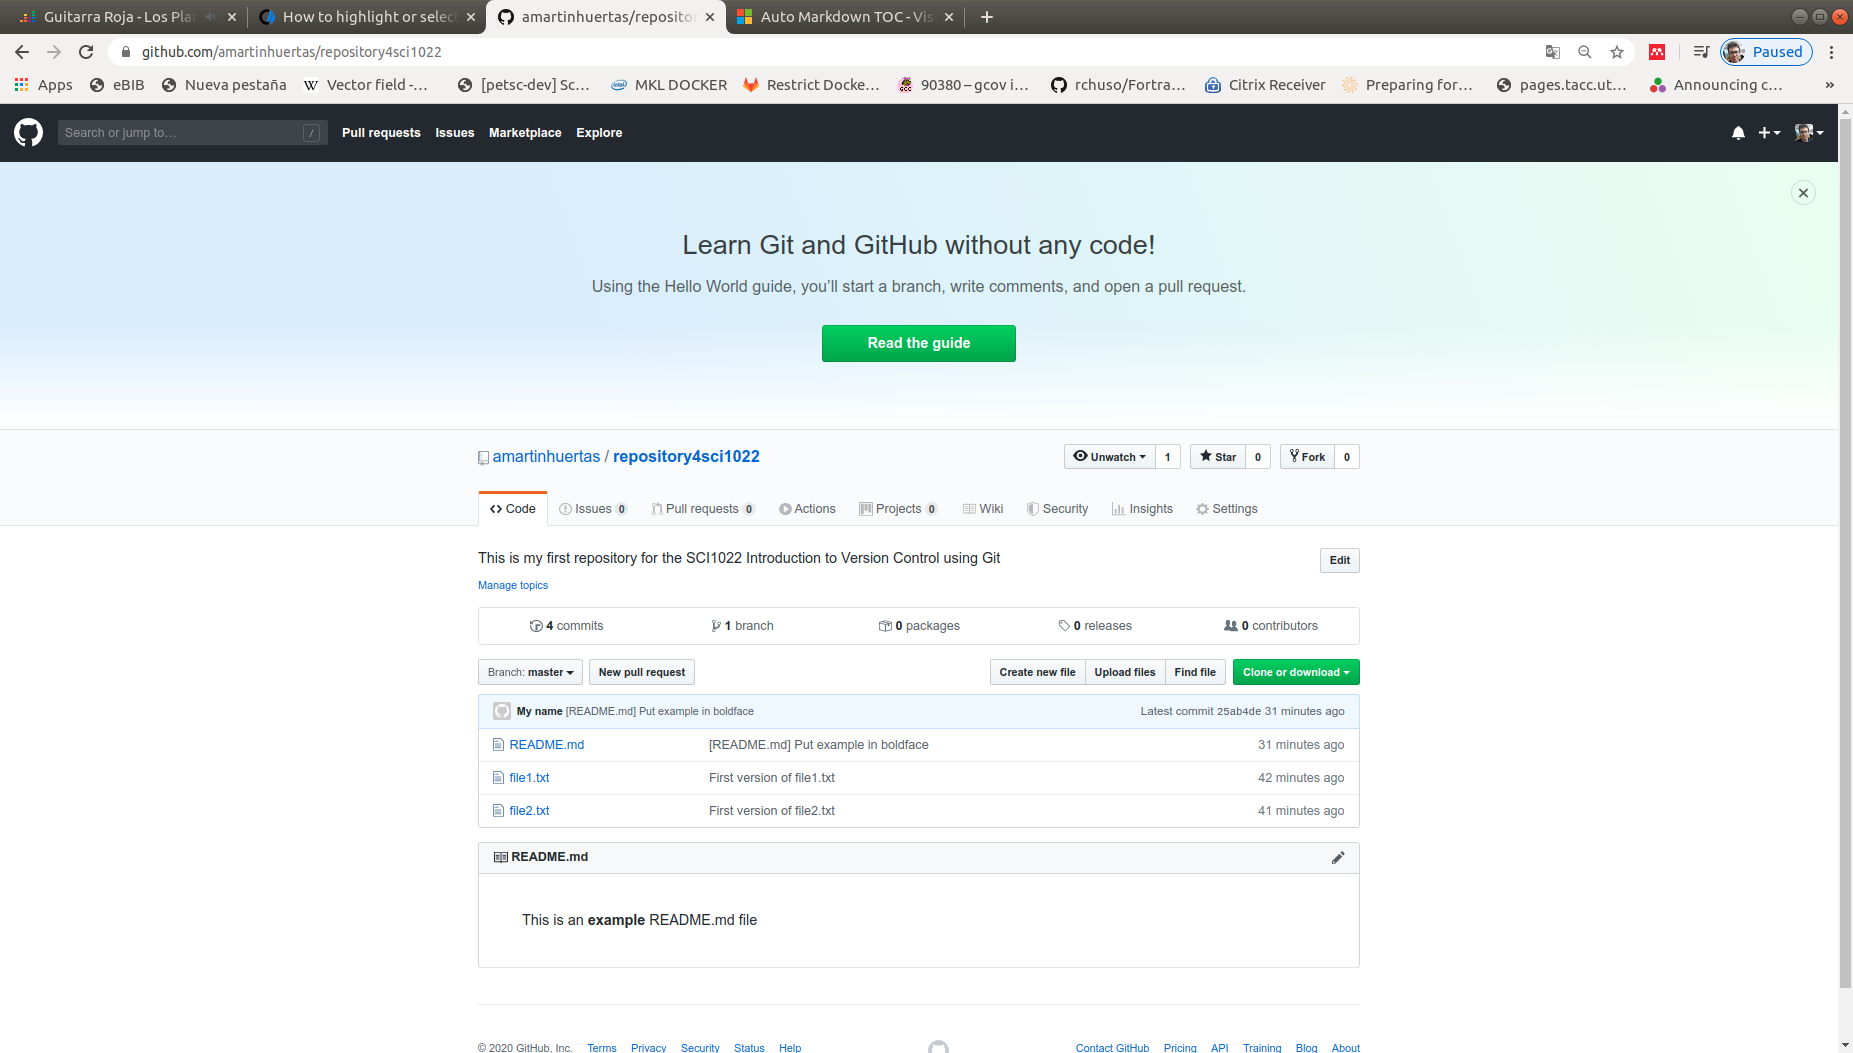 Guitarra Roja - Los Plan
How to highlight or selec
amartinhuertas/repositor
Auto Markdown TOC - Vis
github.com/amartinhuertas/repository4sci1022
Paused
Apps
eBIB
Nueva pestaña
Vector field -...
[petsc-dev] Sc...
MKL DOCKER
Restrict Docke...
90380 – gcov i...
rchuso/Fortra...
Citrix Receiver
Preparing for...
pages.tacc.ut...
Announcing c...
»
Search or jump to...
/
Pull requests
Issues
Marketplace
Explore
Learn Git and GitHub without any code!
Using the Hello World guide, you'll start a branch, write comments, and open a pull request.
Read the guide
amartinhuertas / repository4sci1022
Unwatch 1
Star 0
Fork 0
Code
Issues 0
Pull requests 0
Actions
Projects 0
Wiki
Security
Insights
Settings
This is my first repository for the SCI1022 Introduction to Version Control using Git
Edit
Manage topics
4 commits
1 branch
0 packages
0 releases
0 contributors
Branch: master
New pull request
Create new file
Upload files
Find file
Clone or download
My name [README.md] Put example in boldface
Latest commit 25ab4de 31 minutes ago
README.md
[README.md] Put example in boldface
31 minutes ago
file1.txt
First version of file1.txt
42 minutes ago
file2.txt
First version of file2.txt
41 minutes ago
README.md
This is an example README.md file
© 2020 GitHub, Inc.
Terms
Privacy
Security
Status
Help
Contact GitHub
Pricing
API
Training
Blog
About